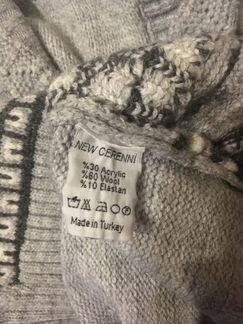 NEW CERENNI
%30 Acrylic
%60 Wool
%10 Elastan
Made in Turkey